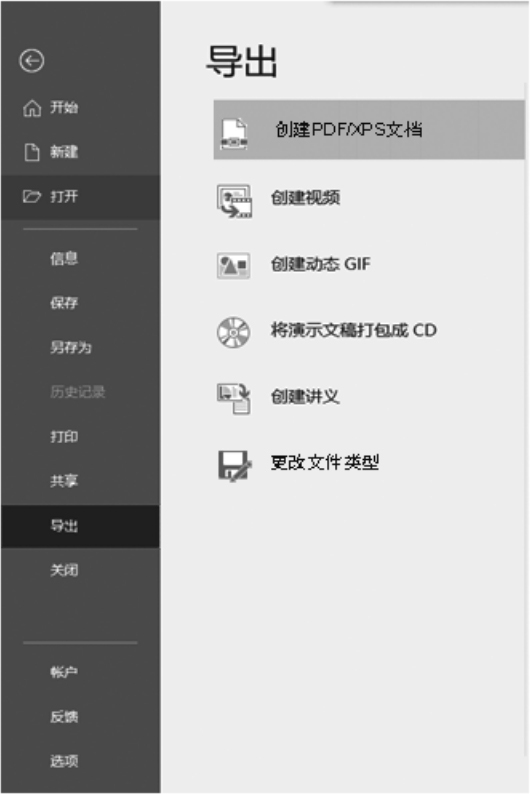 导出
开始
新建
打开
信息
保存
另存为
历史记录
打印
共享
导出
关闭
帐户
反馈
选项
创建PDF/XPS文档
创建视频
创建动态 GIF
将演示文稿打包成 CD
创建讲义
更改文件类型